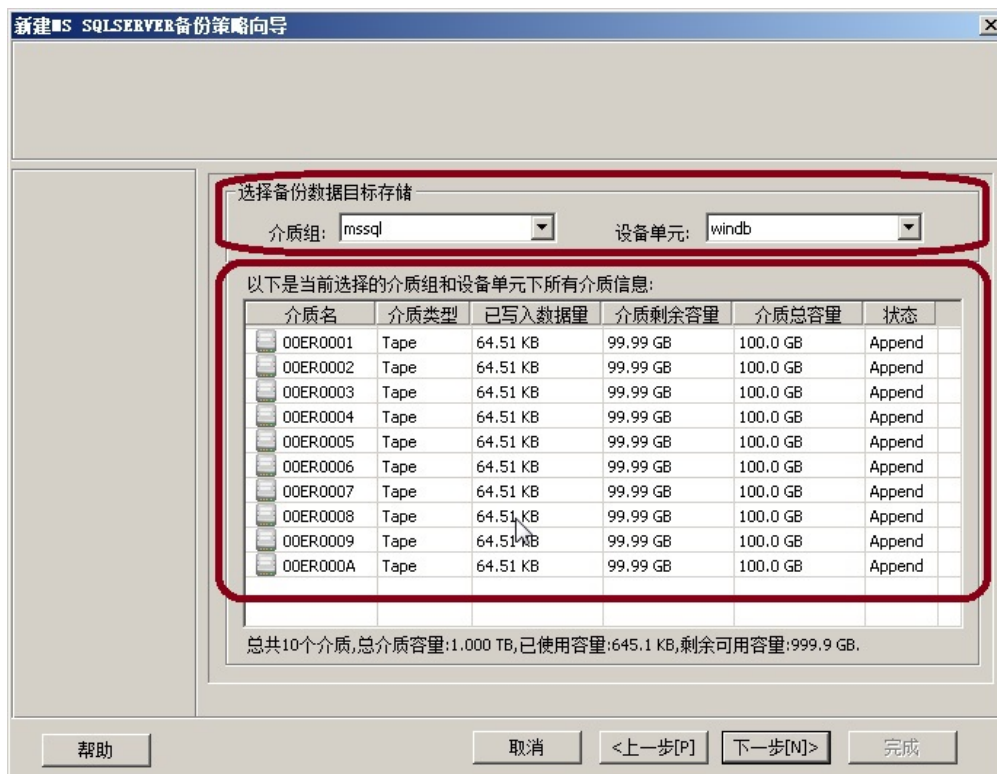 新建MS SQLSERVER备份策略向导
选择备份数据目标存储
介质组: mssql 设备单元: windb
以下是当前选择的介质组和设备单元下所有介质信息:
介质名 介质类型 已写入数据量 介质剩余容量 介质总容量 状态
00ER0001 Tape 64.51 KB 99.99 GB 100.0 GB Append
00ER0002 Tape 64.51 KB 99.99 GB 100.0 GB Append
00ER0003 Tape 64.51 KB 99.99 GB 100.0 GB Append
00ER0004 Tape 64.51 KB 99.99 GB 100.0 GB Append
00ER0005 Tape 64.51 KB 99.99 GB 100.0 GB Append
00ER0006 Tape 64.51 KB 99.99 GB 100.0 GB Append
00ER0007 Tape 64.51 KB 99.99 GB 100.0 GB Append
00ER0008 Tape 64.51 KB 99.99 GB 100.0 GB Append
00ER0009 Tape 64.51 KB 99.99 GB 100.0 GB Append
00ER000A Tape 64.51 KB 99.99 GB 100.0 GB Append
总共10个介质,总介质容量:1.000 TB,已使用容量:645.1 KB,剩余可用容量:999.9 GB.
帮助 取消 <上一步[P] 下一步[N]> 完成